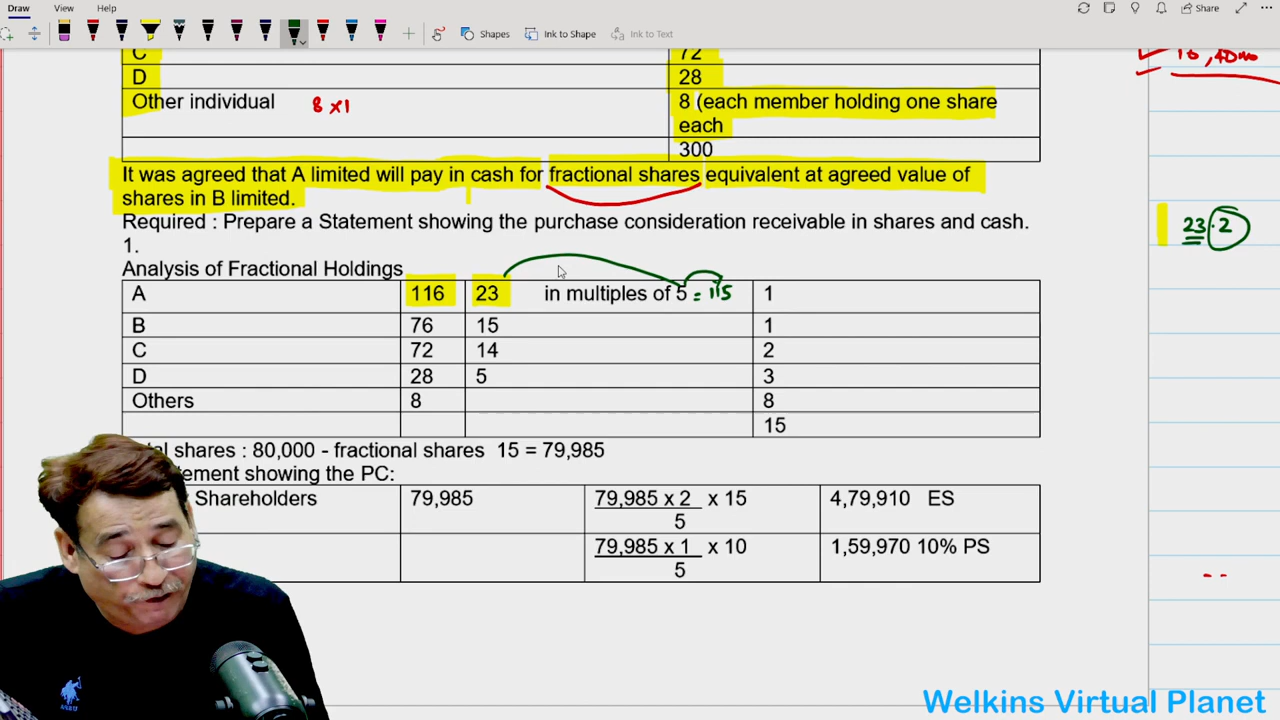 Draw View Help
Share
Shapes Ink to Shape Ink to Text
C 72
D 28
Other individual 8 x 1 8 (each member holding one share
each
300
It was agreed that A limited will pay in cash for fractional shares equivalent at agreed value of
shares in B limited.
Required : Prepare a Statement showing the purchase consideration receivable in shares and cash.
1.
Analysis of Fractional Holdings
A 116 23 in multiples of 5 = 115 1
B 76 15 1
C 72 14 2
D 28 5 3
Others 8 8
15
shares : 80,000 - fractional shares 15 = 79,985
showing the PC:
Shareholders 79,985 79,985 x 2 x 15 4,79,910 ES
5
79,985 x 1 x 10 1,59,970 10% PS
5
23.2
Welkins Virtual Planet